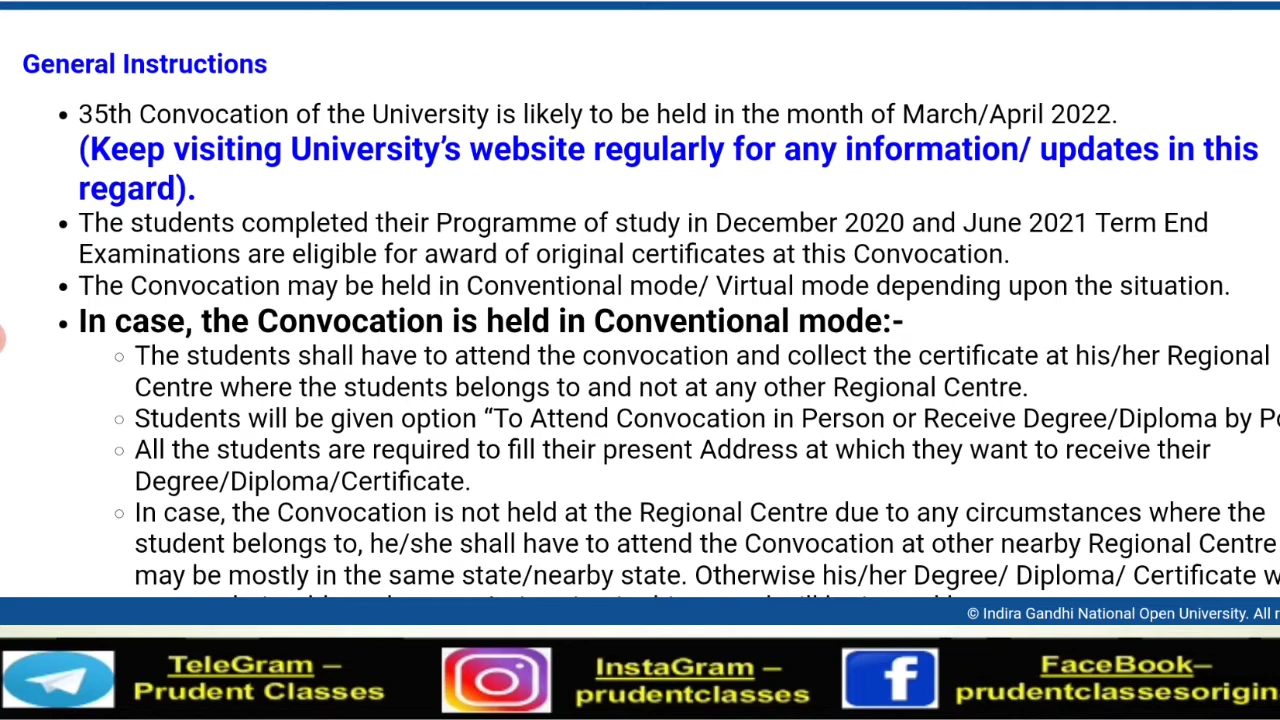 General Instructions
• 35th Convocation of the University is likely to be held in the month of March/April 2022.
(Keep visiting University’s website regularly for any information/ updates in this
regard).
• The students completed their Programme of study in December 2020 and June 2021 Term End
Examinations are eligible for award of original certificates at this Convocation.
• The Convocation may be held in Conventional mode/ Virtual mode depending upon the situation.
• In case, the Convocation is held in Conventional mode:-
○ The students shall have to attend the convocation and collect the certificate at his/her Regional
Centre where the students belongs to and not at any other Regional Centre.
○ Students will be given option “To Attend Convocation in Person or Receive Degree/Diploma by
○ All the students are required to fill their present Address at which they want to receive their
Degree/Diploma/Certificate.
○ In case, the Convocation is not held at the Regional Centre due to any circumstances where the
student belongs to, he/she shall have to attend the Convocation at other nearby Regional Centre
may be mostly in the same state/nearby state. Otherwise his/her Degree/ Diploma/ Certificate
© Indira Gandhi National Open University. All
TeleGram –
Prudent Classes
InstaGram –
prudentclasses
FaceBook–
prudentclassesorigin